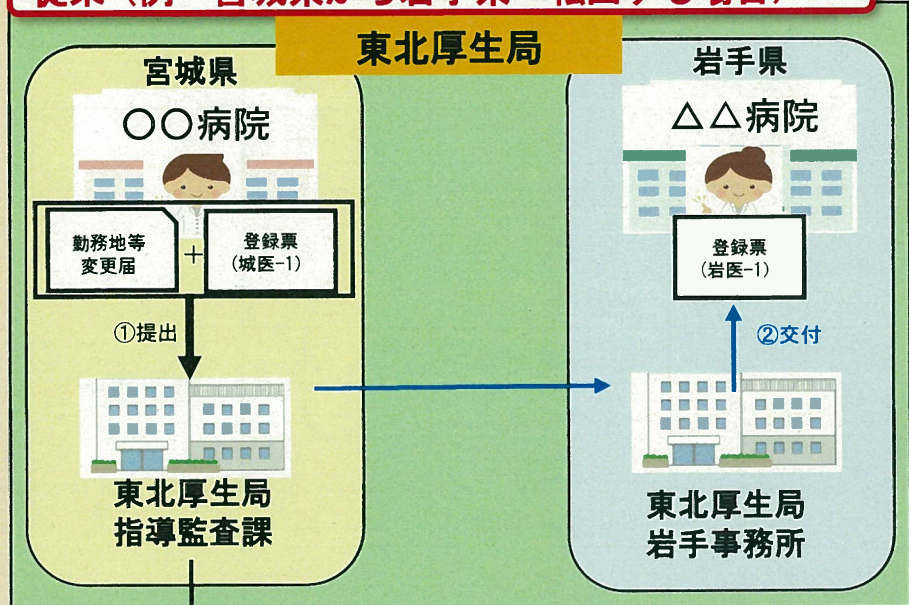 東北厚生局
宮城県
〇〇病院
勤務地等
変更届
+
登録票
(城医-1)
①提出
東北厚生局
指導監査課
岩手県
△△病院
登録票
(岩医-1)
②交付
東北厚生局
岩手事務所